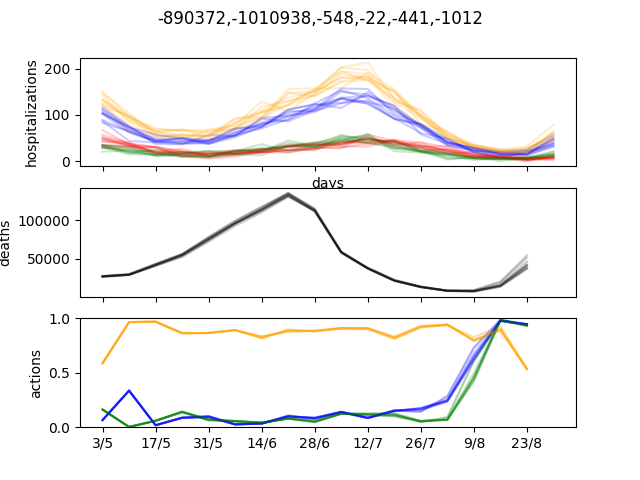 -890372,-1010938,-548,-22,-441,-1012
hospitalizations
200
100
0
days
deaths
100000
50000
actions
1.0
0.5
0.0
3/5 17/5 31/5 14/6 28/6 12/7 26/7 9/8 23/8